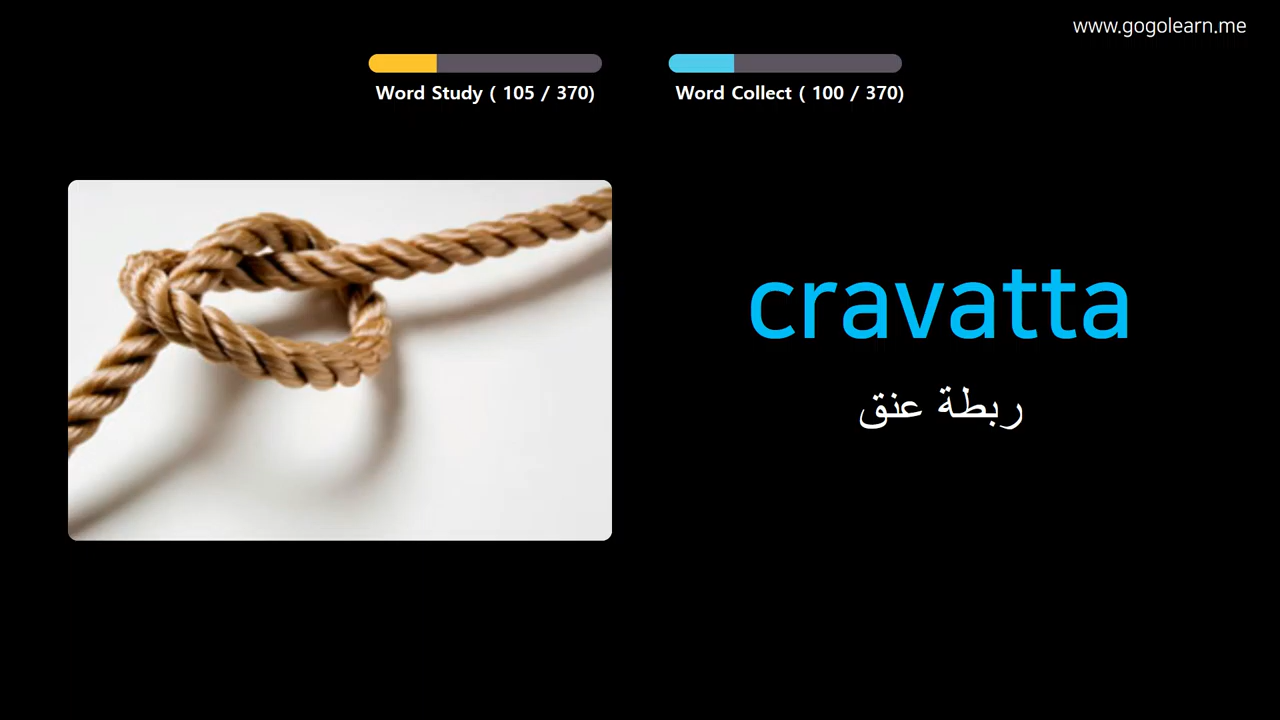 www.gogolearn.me
Word Study ( 105 / 370)
Word Collect ( 100 / 370)
cravatta
ربطة عنق